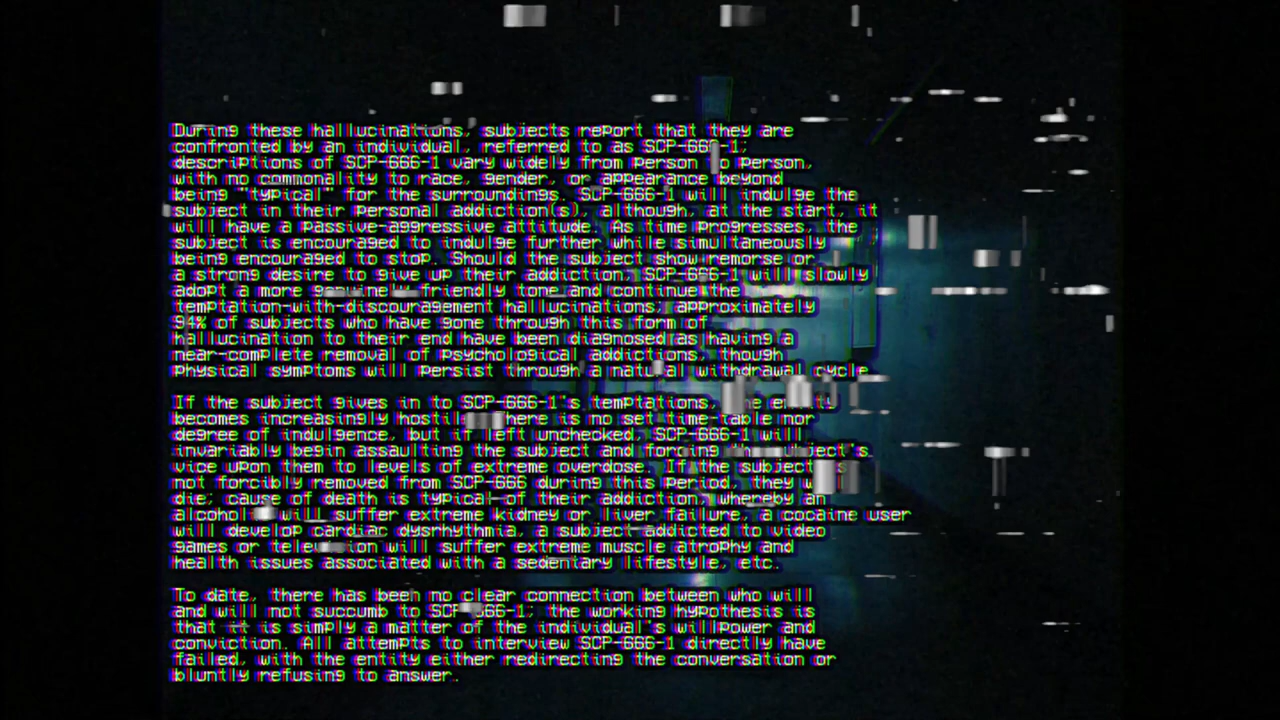 During these hallucinations, subjects report that they are
confronted by an individual, referred to as SCP-666-1;
descriptions of SCP-666-1 vary widely from person to person,
with no commonality to race, gender, or appearance beyond
being "typical" for the surroundings. SCP-666-1 will indulge the
subject in their personal addiction(s), although, at the start, it
will have a passive-aggressive attitude. As time progresses, the
subject is encouraged to indulge further while simultaneously
being encouraged to stop. Should the subject show remorse or
a strong desire to give up their addiction, SCP-666-1 will slowly
adopt a more genuinely friendly tone and continue the
temptation-with-discouragement hallucinations, approximately
94% of subjects who have gone through this form of
hallucination to their end have been diagnosed as having a
near-complete removal of psychological addictions, though
physical symptoms will persist through a natural withdrawal cycle.
If the subject gives in to SCP-666-1's temptations, the entity
becomes increasingly hostile; there is no set time-table nor
degree of indulgence, but if left unchecked, SCP-666-1 will
invariably begin assaulting the subject and forcing the subject's
vice upon them to levels of extreme overdose. If the subject is
not forcibly removed from SCP-666 during this period, they
die; cause of death is typical of their addiction, whereby an
alcoholic will suffer extreme kidney or liver failure, a cocaine user
will develop cardiac dysrhythmia, a subject addicted to video
games or television will suffer extreme muscle atrophy and
health issues associated with a sedentary lifestyle, etc.
To date, there has been no clear connection between who will
and will not succumb to SCP-666-1; the working hypothesis is
that it is simply a matter of the individual's willpower and
conviction. All attempts to interview SCP-666-1 directly have
failed, with the entity either redirecting the conversation or
bluntly refusing to answer.